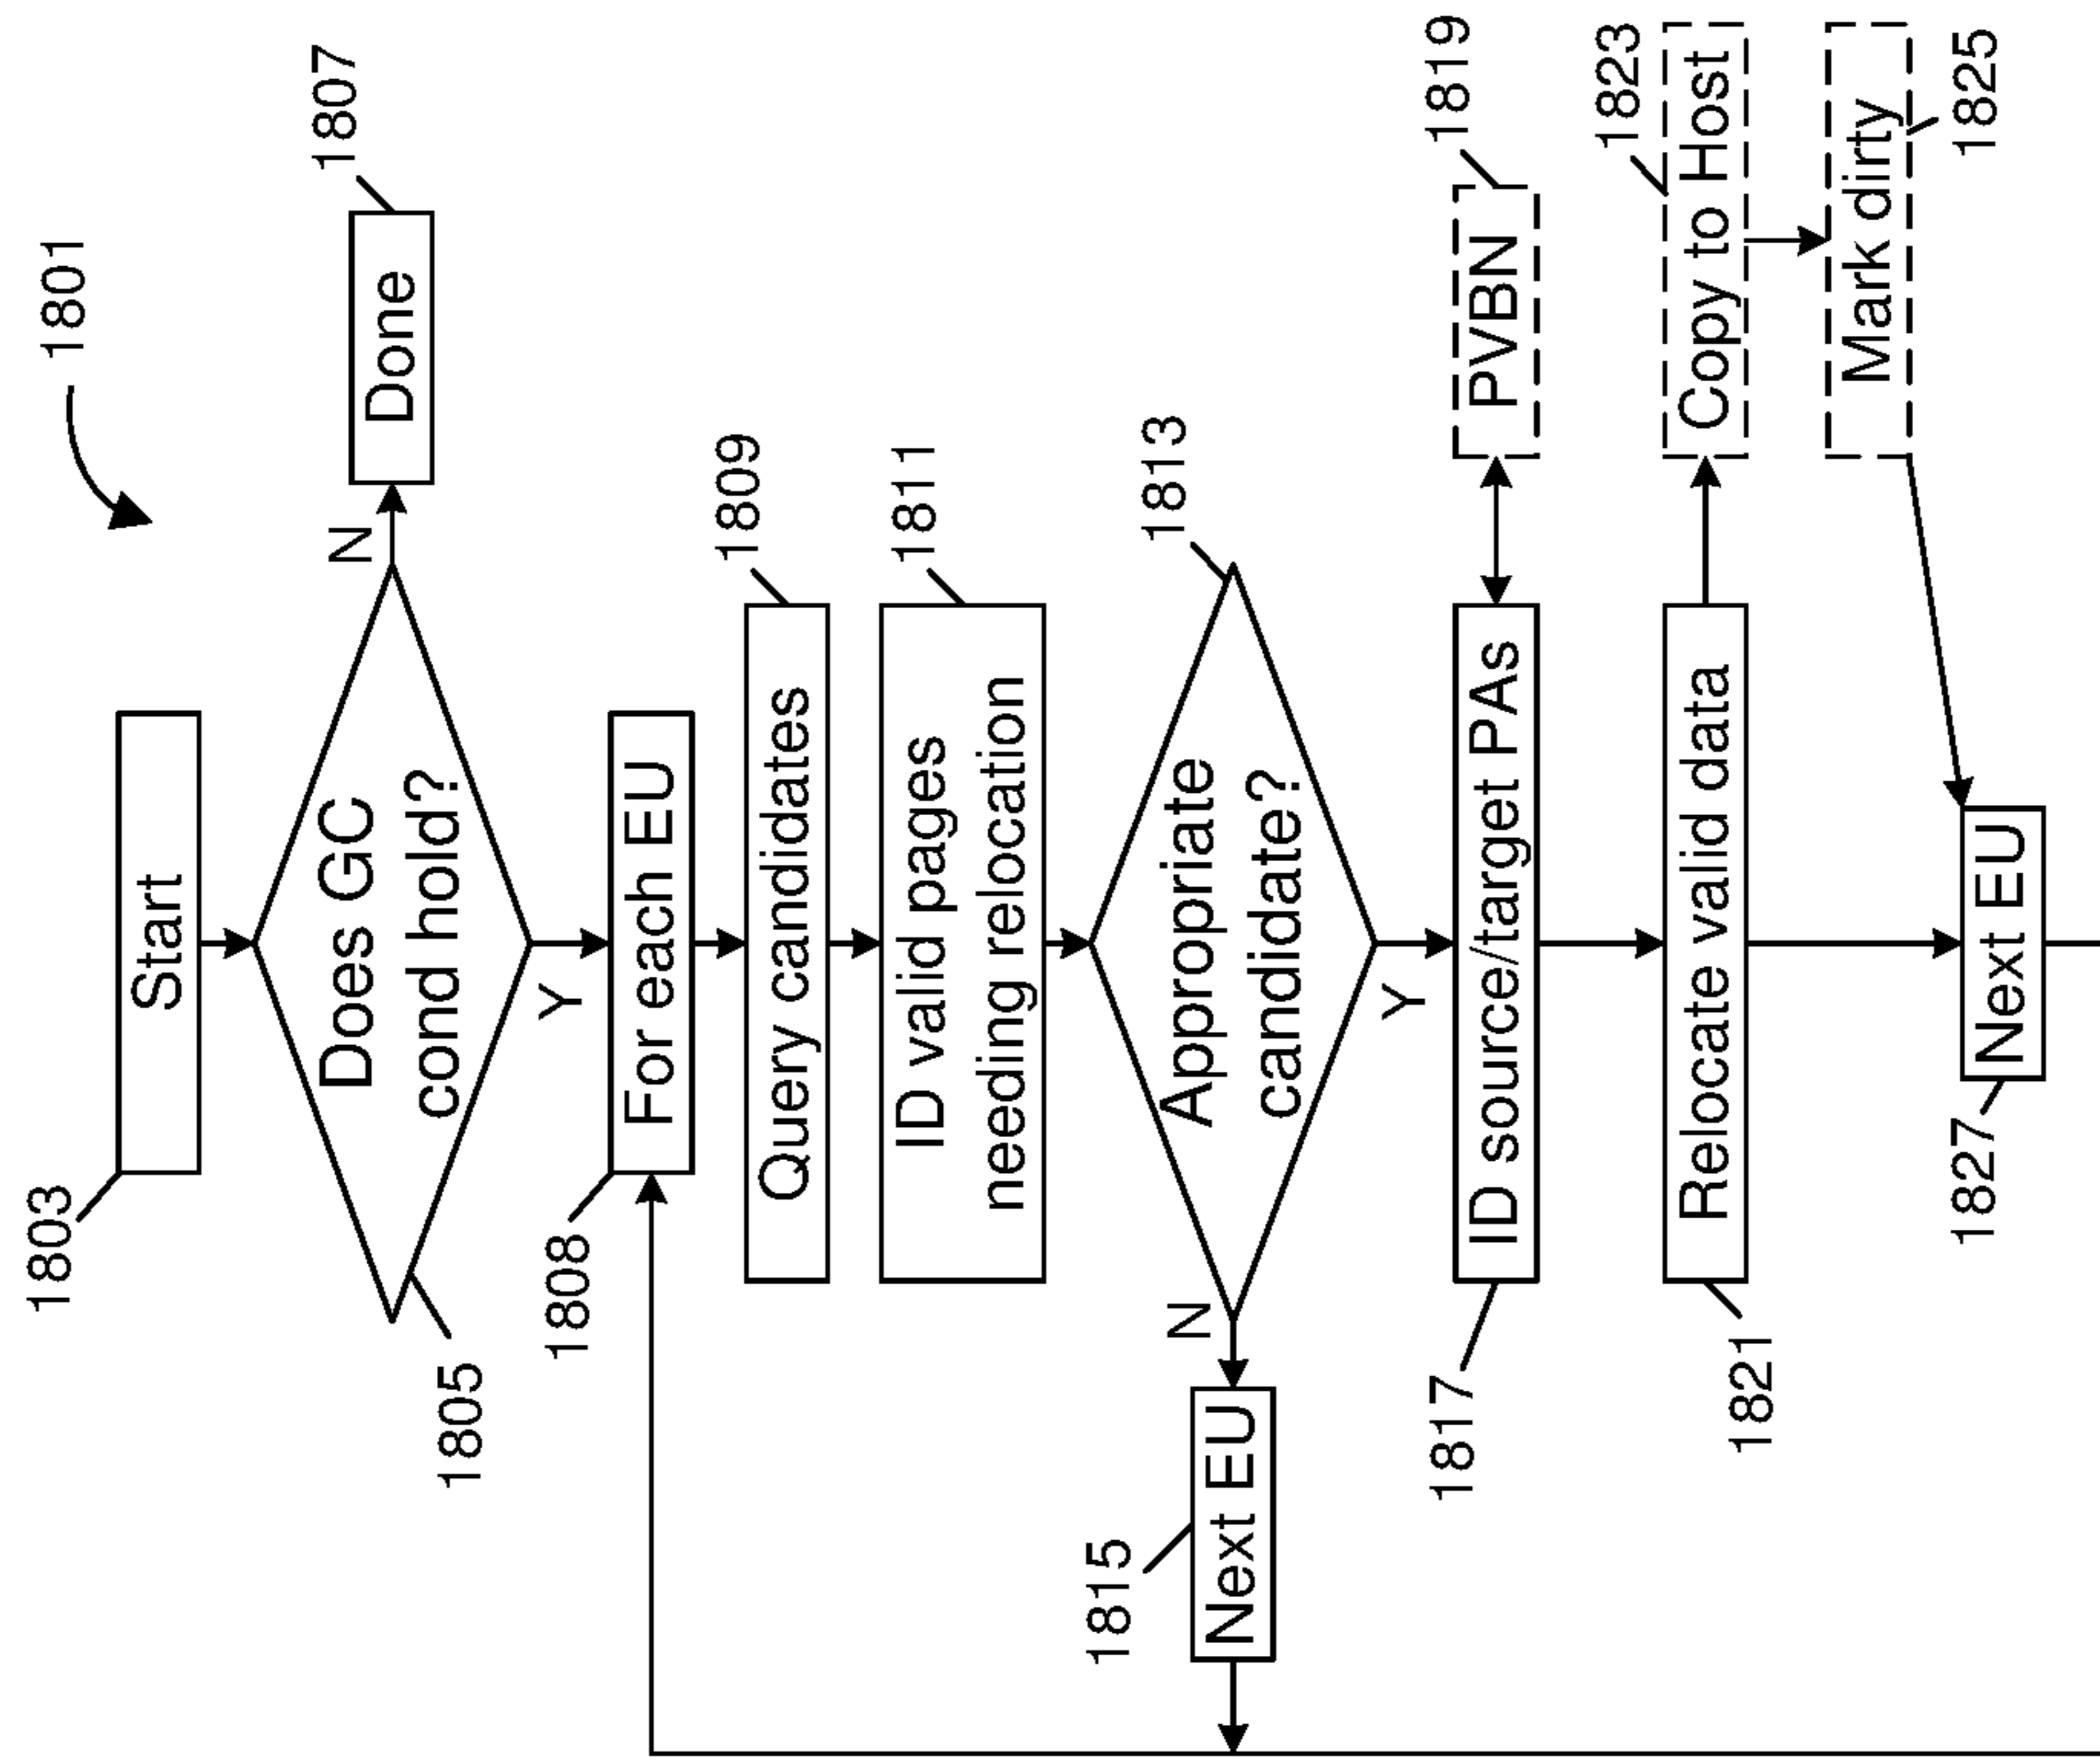 1801
1803
Start
1805
Does GC
cond hold?
N
1807
Done
Y
1808
For each EU
1809
Query candidates
1811
ID valid pages
needing relocation
1813
Appropriate
candidate?
N
1815
Next EU
Y
1817
ID source/target PAs
1819
PVBN
1821
Relocate valid data
1823
Copy to Host
Mark dirty
1825
1827
Next EU